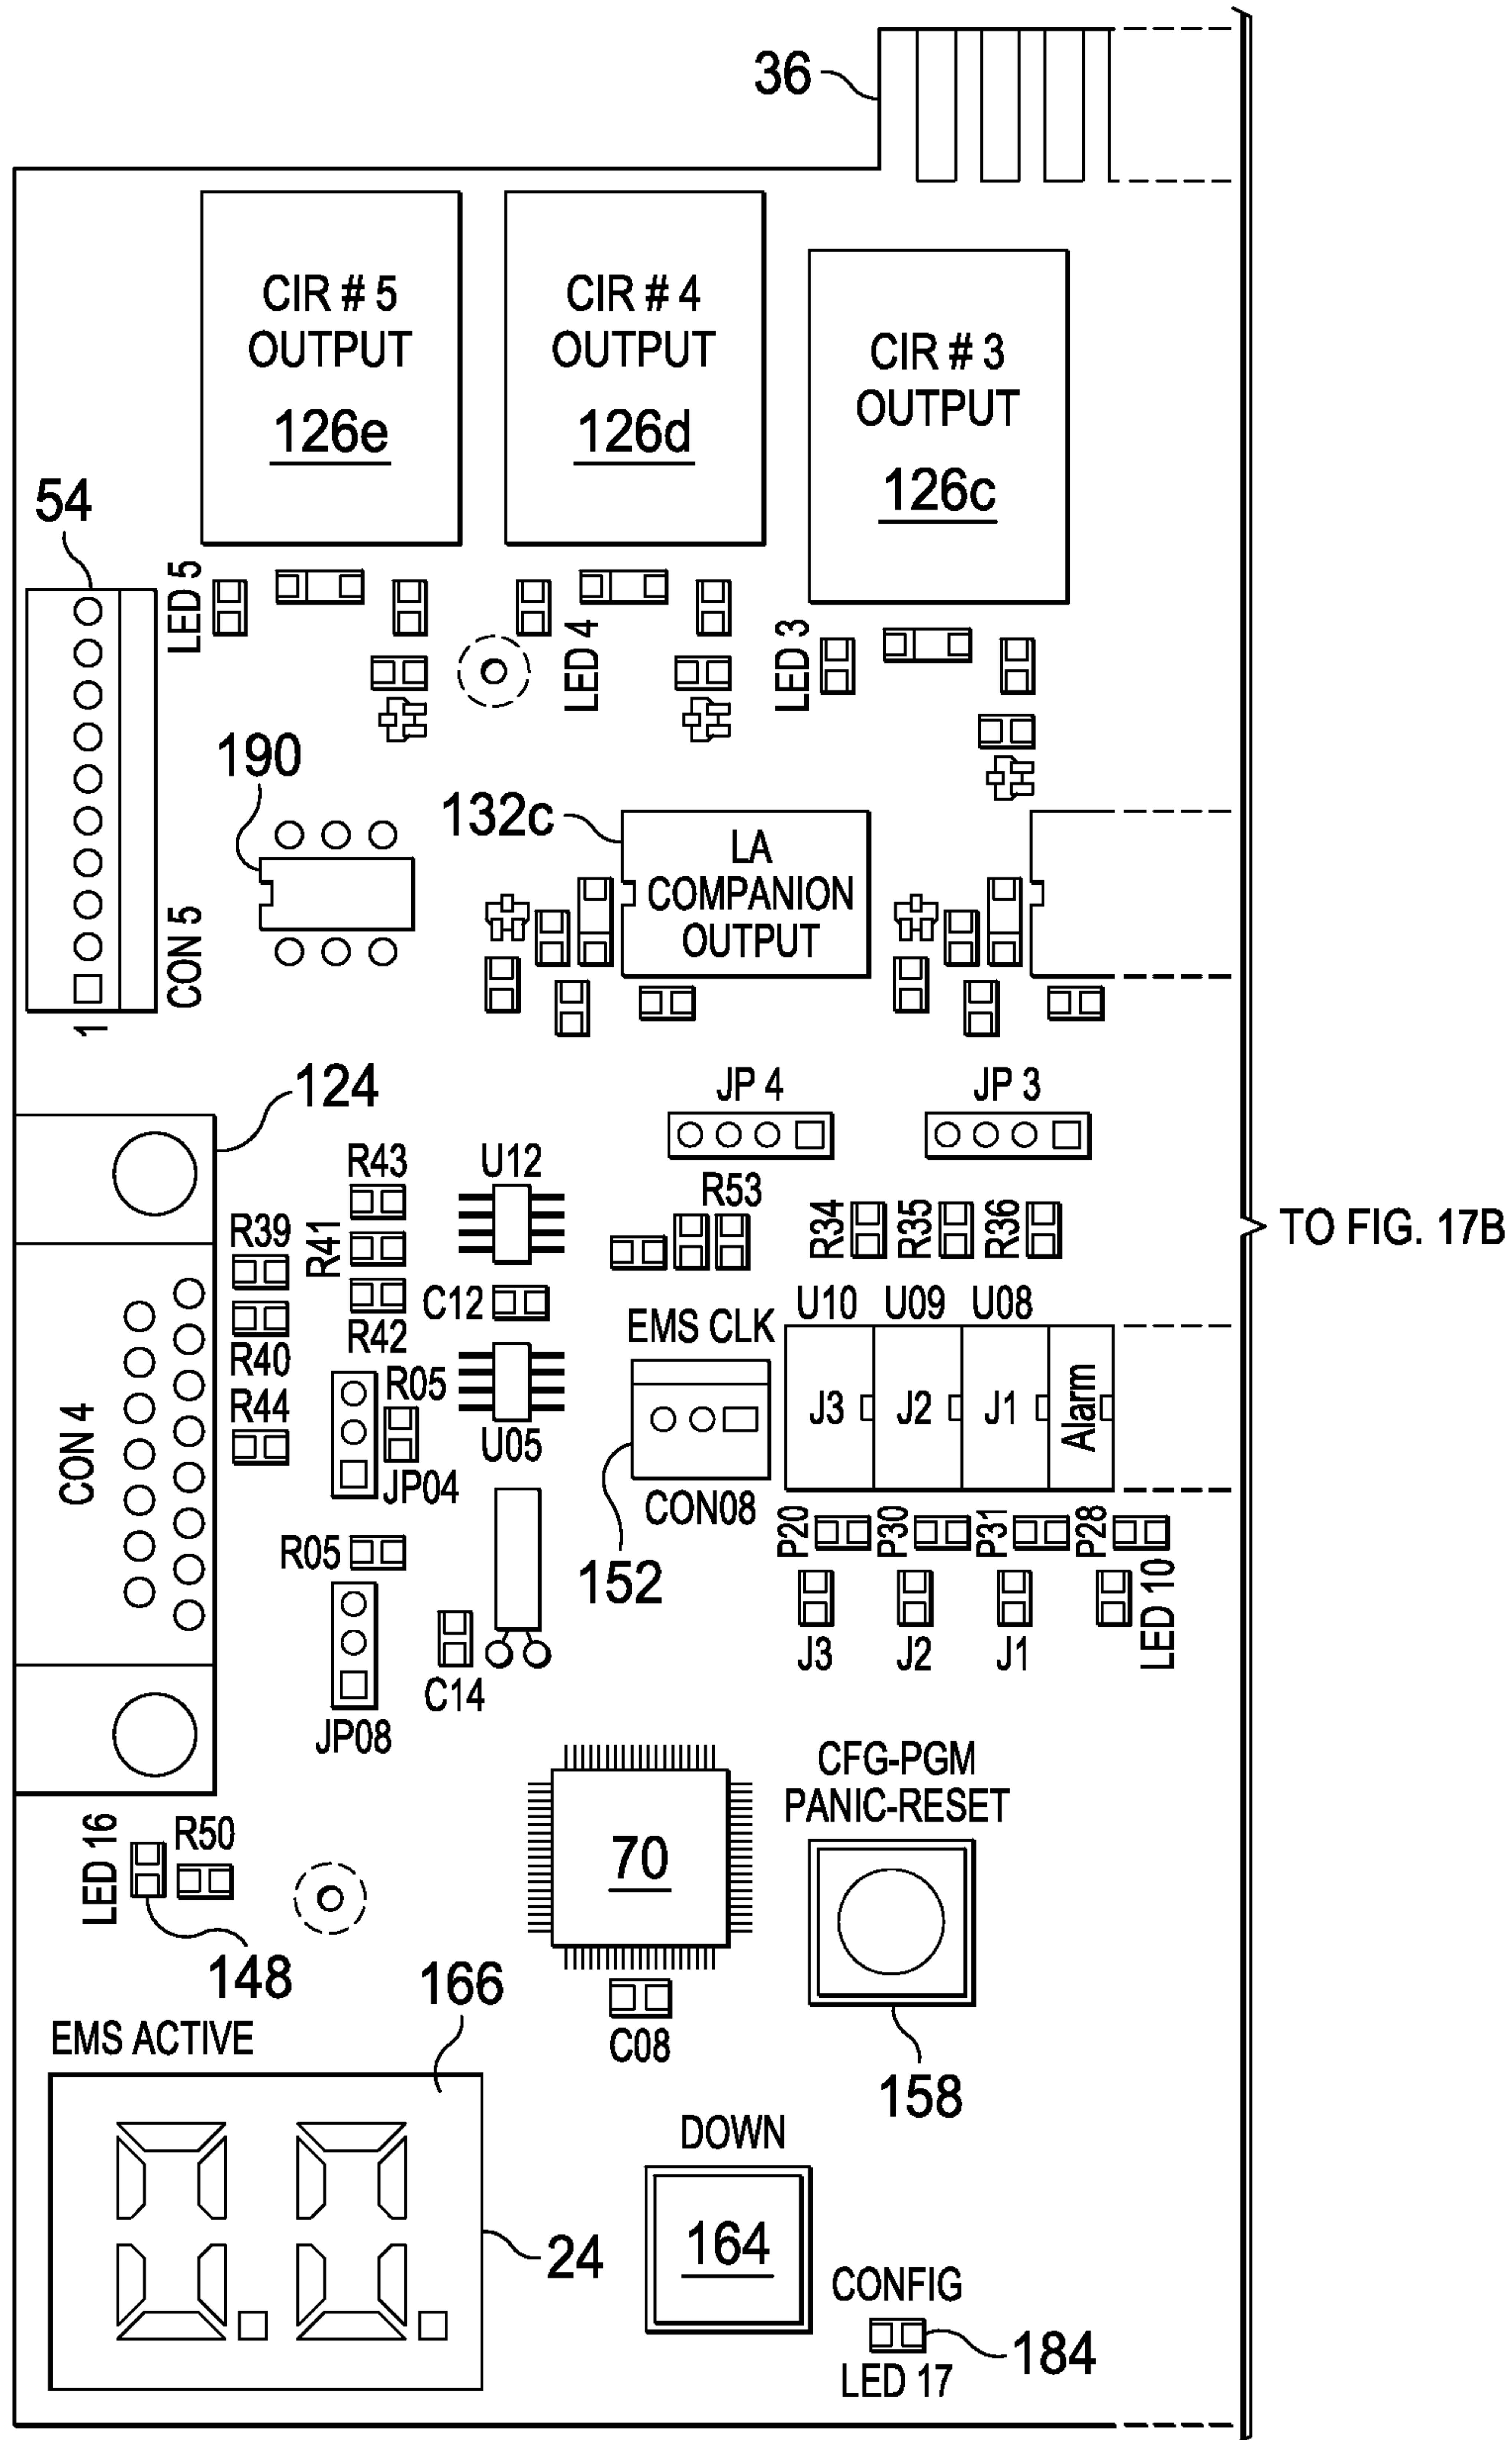 36
CIR # 5
OUTPUT
126e
CIR # 4
OUTPUT
126d
CIR # 3
OUTPUT
126c
54
LED 5
LED 4
LED 3
190
132c
LA
COMPANION
OUTPUT
CON 5
1
124
JP 4
JP 3
R43
U12
R53
R39
R41
R34
R35
R36
TO FIG. 17B
R40
R42
C12
EMS CLK
U10
U09
U08
R44
R05
U05
J3
J2
J1
Alarm
CON 4
JP04
CON08
152
R05
P20
P30
P31
P28
J3
J2
J1
LED 10
C14
JP08
CFG-PGM
PANIC-RESET
LED 16
R50
70
148
166
C08
158
EMS ACTIVE
DOWN
24
164
CONFIG
184
LED 17